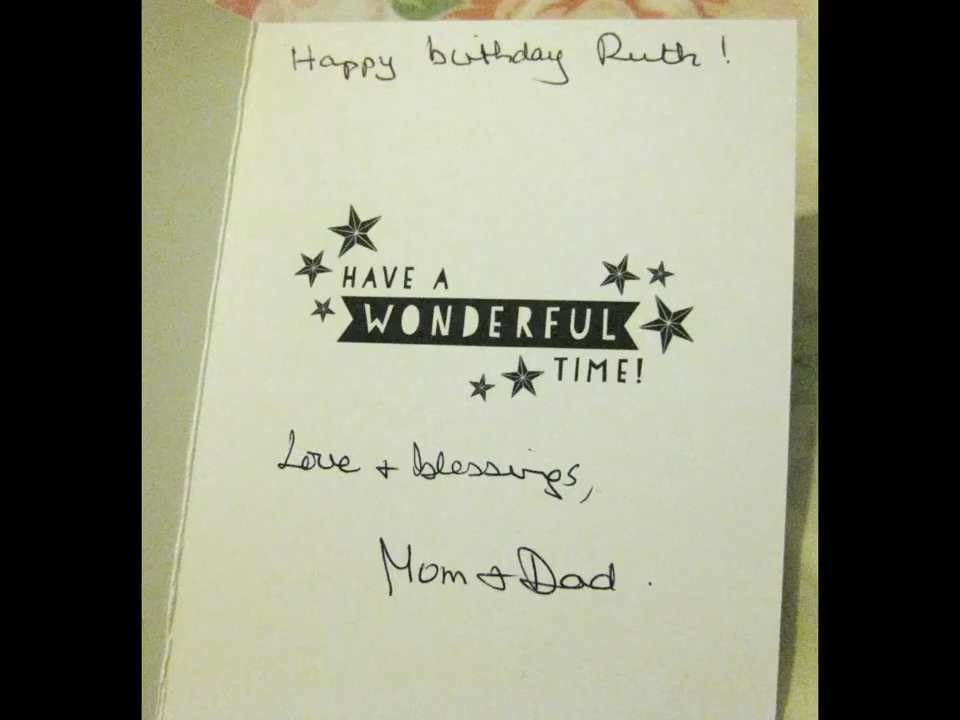 Happy birthday Ruth!
HAVE A
WONDERFUL
TIME!
Love + blessings,
Mom + Dad.